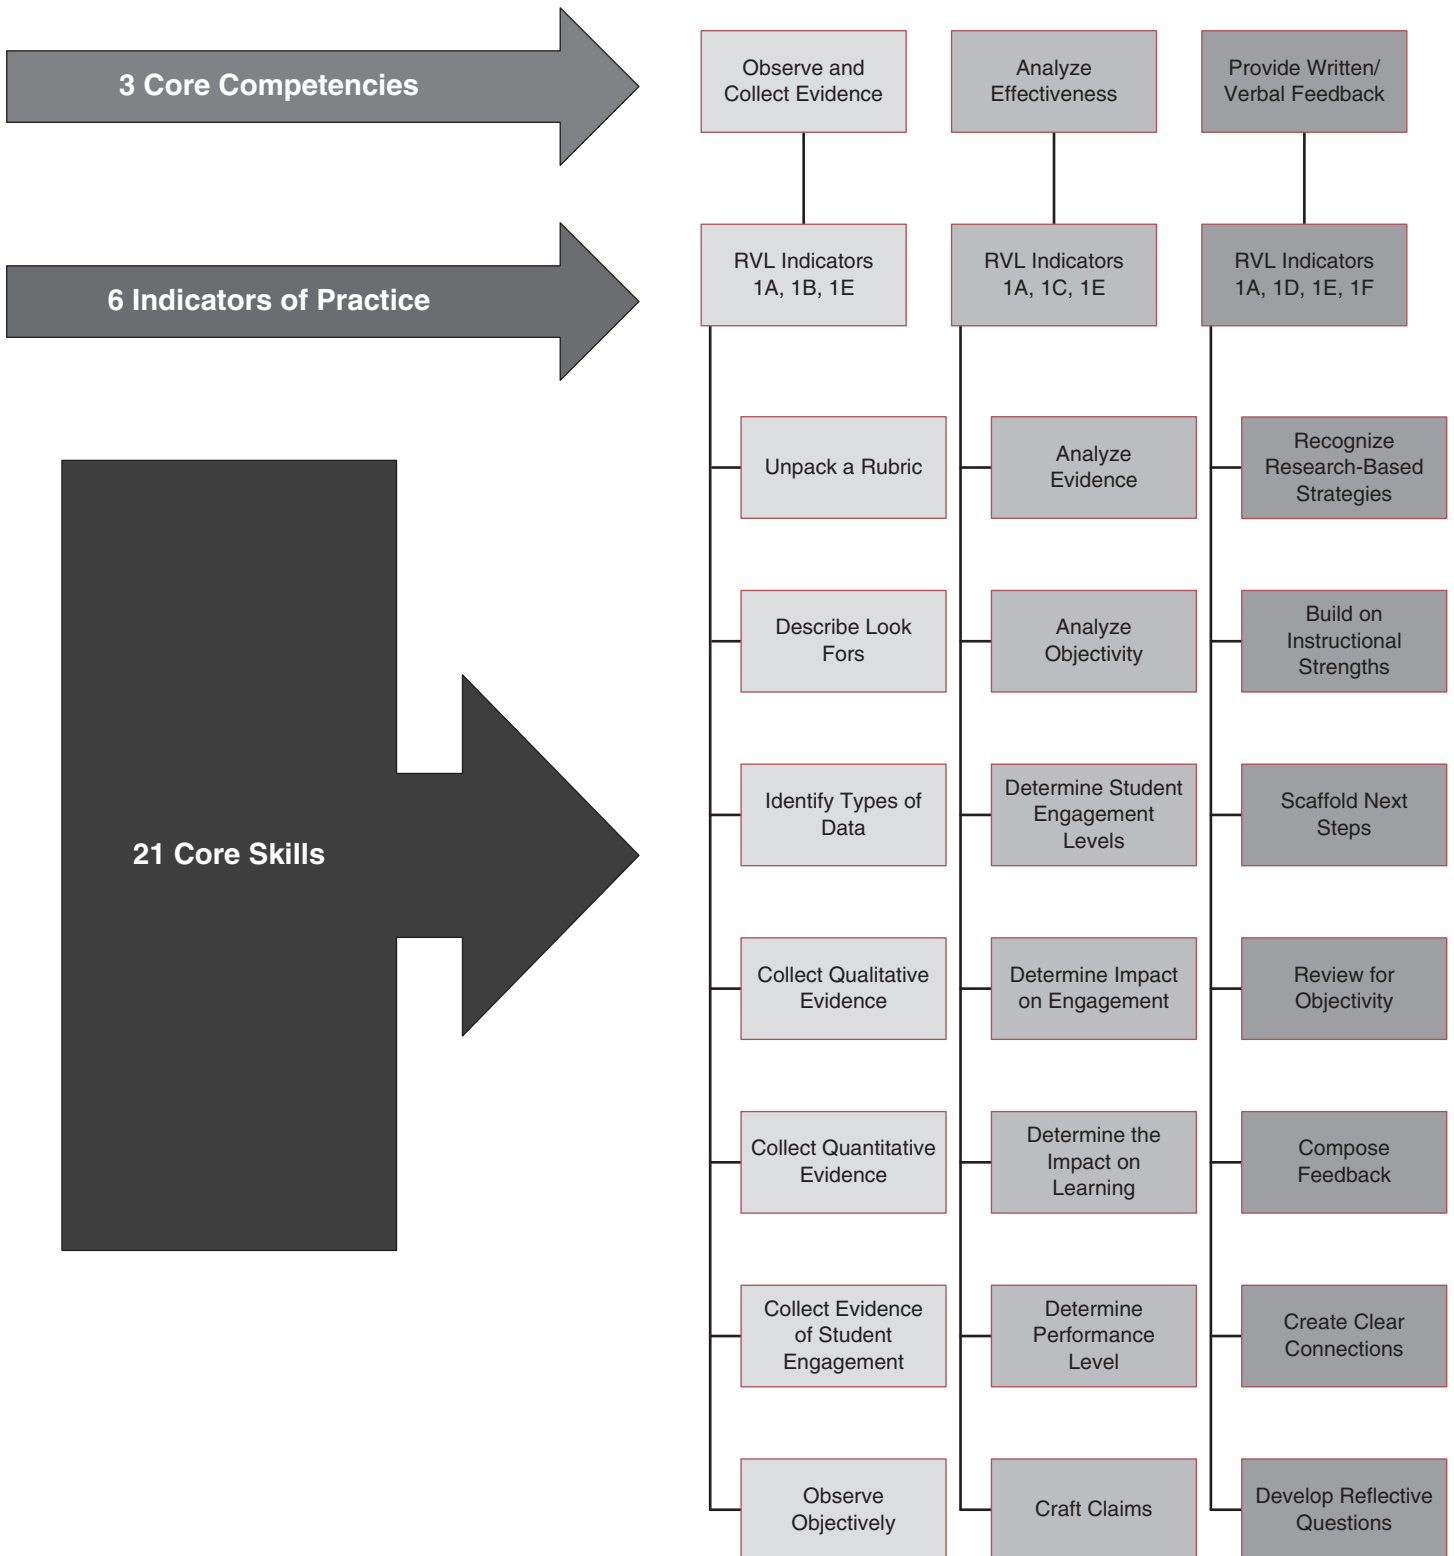 3 Core Competencies
Observe and
Collect Evidence
Analyze
Effectiveness
Provide Written/
Verbal Feedback
6 Indicators of Practice
RVL Indicators
1A, 1B, 1E
RVL Indicators
1A, 1C, 1E
RVL Indicators
1A, 1D, 1E, 1F
21 Core Skills
Unpack a Rubric
Analyze
Evidence
Recognize
Research-Based
Strategies
Describe Look
Fors
Analyze
Objectivity
Build on
Instructional
Strengths
Identify Types of
Data
Determine Student
Engagement
Levels
Scaffold Next
Steps
Collect Qualitative
Evidence
Determine Impact
on Engagement
Review for
Objectivity
Collect Quantitative
Evidence
Determine the
Impact on
Learning
Compose
Feedback
Collect Evidence
of Student
Engagement
Determine
Performance
Level
Create Clear
Connections
Observe
Objectively
Craft Claims
Develop Reflective
Questions